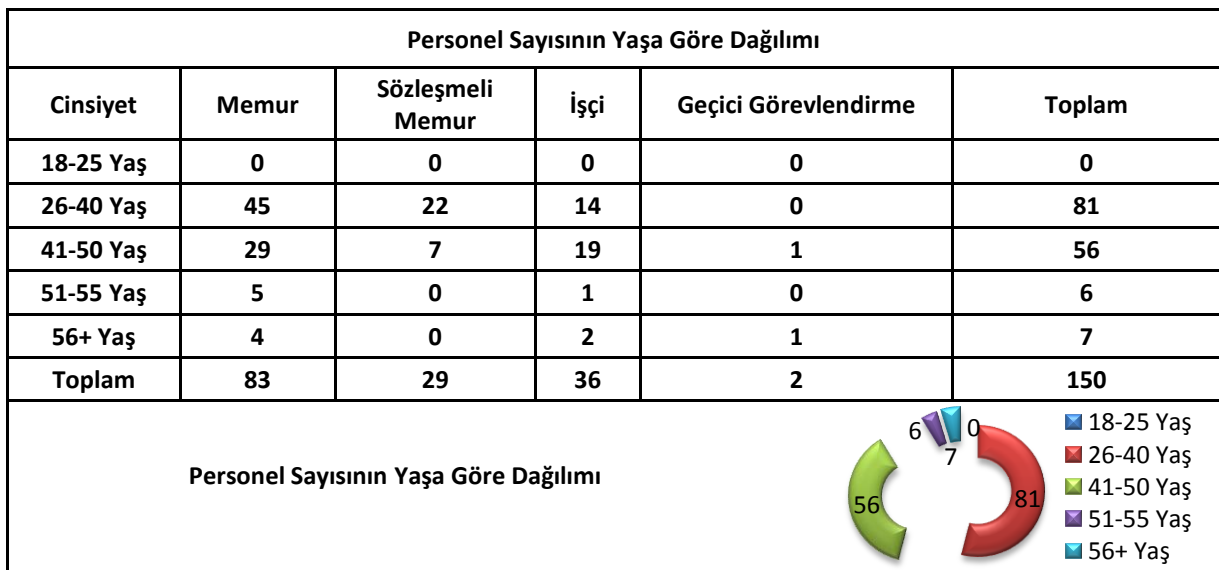 Personel Sayısının Yaşa Göre Dağılımı
Cinsiyet Memur Sözleşmeli Memur İşçi Geçici Görevlendirme Toplam
18-25 Yaş 0 0 0 0 0
26-40 Yaş 45 22 14 0 81
41-50 Yaş 29 7 19 1 56
51-55 Yaş 5 0 1 0 6
56+ Yaş 4 0 2 1 7
Toplam 83 29 36 2 150
Personel Sayısının Yaşa Göre Dağılımı
6
7
0
56
81
18-25 Yaş
26-40 Yaş
41-50 Yaş
51-55 Yaş
56+ Yaş